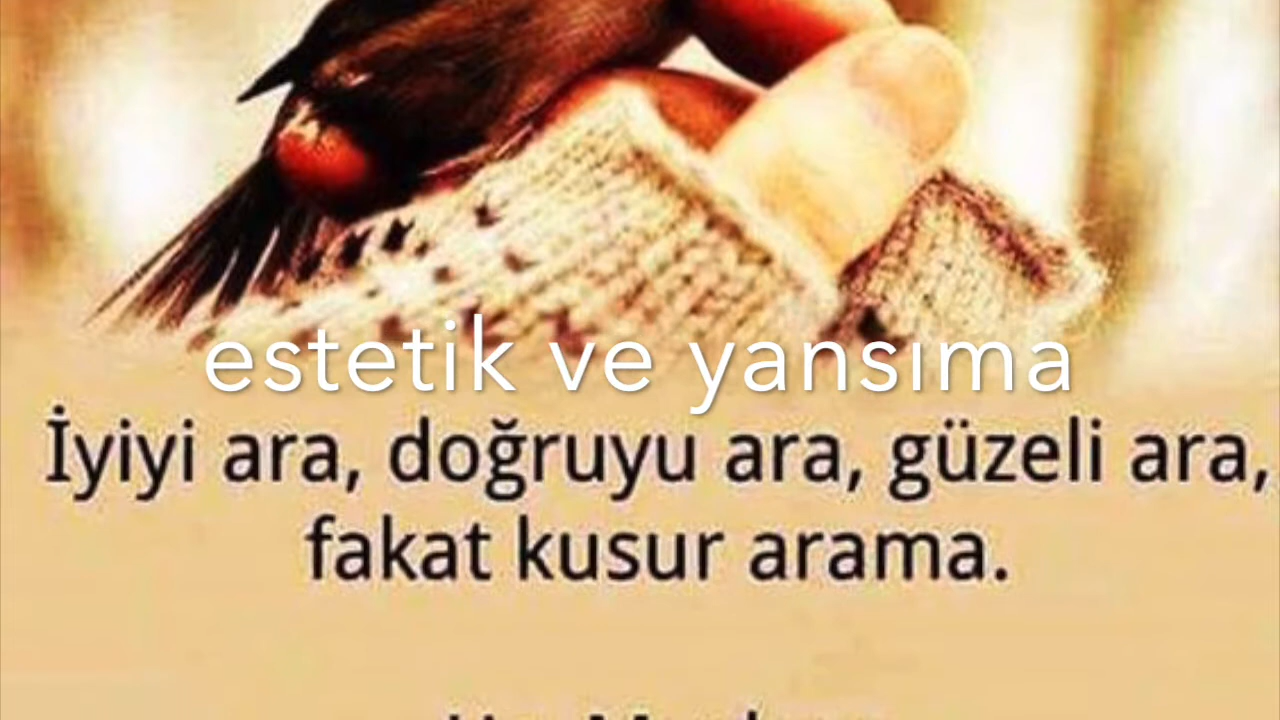 estetik ve yansıma
İyiyi ara, doğruyu ara, güzeli ara,
fakat kusur arama.